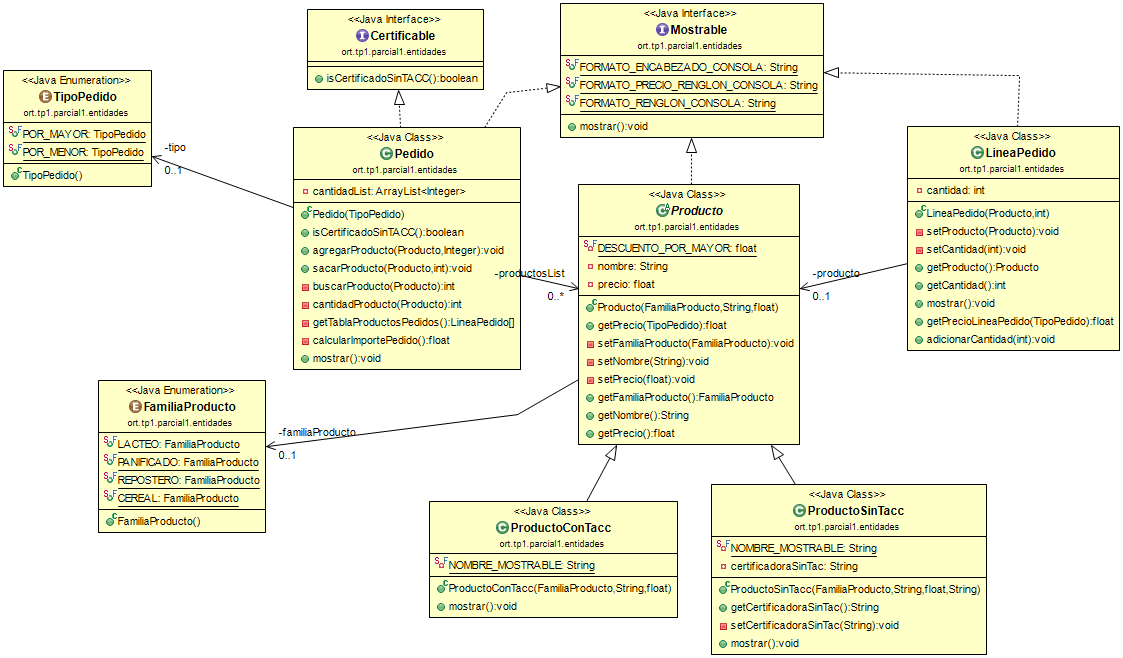 <<Java Interface>>
Certificable
ort.tp1.parcial1.entidades
isCertificadoSinTACC():boolean
<<Java Interface>>
Mostrable
ort.tp1.parcial1.entidades
FORMATO_ENCABEZADO_CONSOLA: String
FORMATO_PRECIO_RENGLON_CONSOLA: String
FORMATO_RENGLON_CONSOLA: String
mostrar():void
<<Java Enumeration>>
TipoPedido
ort.tp1.parcial1.entidades
POR_MAYOR: TipoPedido
POR_MENOR: TipoPedido
TipoPedido()
-tipo
0..1
<<Java Class>>
Pedido
ort.tp1.parcial1.entidades
cantidadList: ArrayList<Integer>
Pedido(TipoPedido)
isCertificadoSinTACC():boolean
agregarProducto(Producto,Integer):void
sacarProducto(Producto,int):void
buscarProducto(Producto):int
cantidadProducto(Producto):int
getTablaProductosPedidos():LineaPedido[]
calcularImportePedido():float
mostrar():void
-productosList
0..*
<<Java Class>>
Producto
ort.tp1.parcial1.entidades
DESCUENTO_POR_MAYOR: float
nombre: String
precio: float
Producto(FamiliaProducto,String,float)
getPrecio(TipoPedido):float
setFamiliaProducto(FamiliaProducto):void
setNombre(String):void
setPrecio(float):void
getFamiliaProducto():FamiliaProducto
getNombre():String
getPrecio():float
-producto
0..1
<<Java Class>>
LineaPedido
ort.tp1.parcial1.entidades
cantidad: int
LineaPedido(Producto,int)
setProducto(Producto):void
setCantidad(int):void
getProducto():Producto
getCantidad():int
mostrar():void
getPrecioLineaPedido(TipoPedido):float
adicionarCantidad(int):void
<<Java Enumeration>>
FamiliaProducto
ort.tp1.parcial1.entidades
LACTEO: FamiliaProducto
PANIFICADO: FamiliaProducto
REPOSTERO: FamiliaProducto
CEREAL: FamiliaProducto
FamiliaProducto()
-familiaProducto
0..1
<<Java Class>>
ProductoConTacc
ort.tp1.parcial1.entidades
NOMBRE_MOSTRABLE: String
ProductoConTacc(FamiliaProducto,String,float)
mostrar():void
<<Java Class>>
ProductoSinTacc
ort.tp1.parcial1.entidades
NOMBRE_MOSTRABLE: String
certificadoraSinTac: String
ProductoSinTacc(FamiliaProducto,String,float,String)
getCertificadoraSinTac():String
setCertificadoraSinTac(String):void
mostrar():void